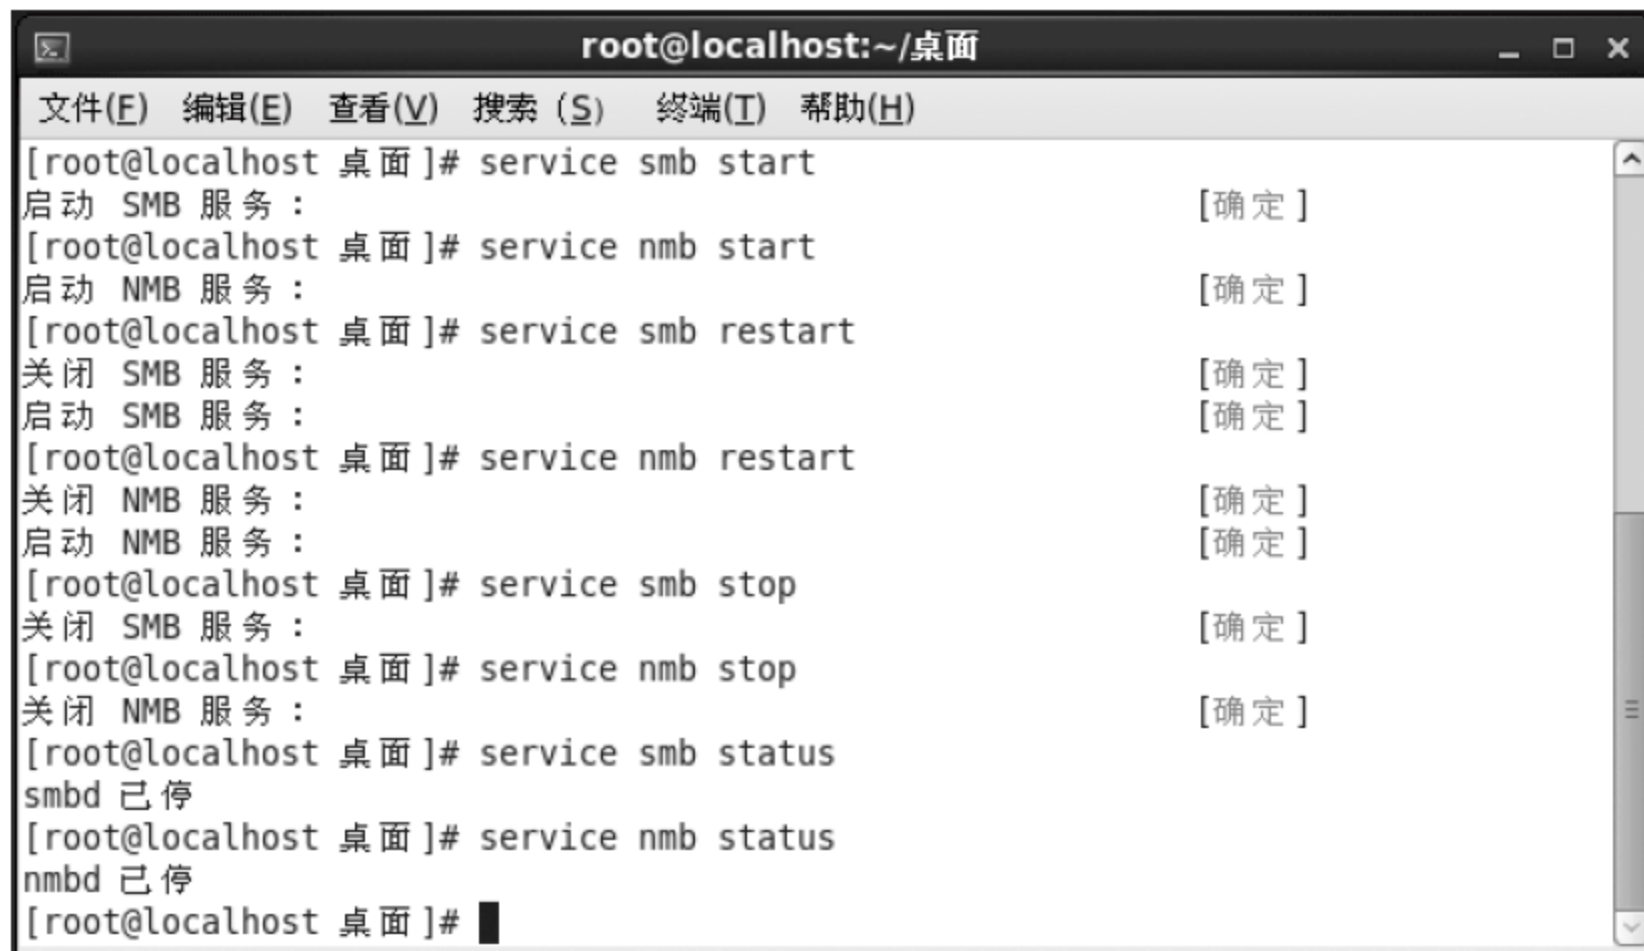 root@localhost:~/桌面
文件(F) 编辑(E) 查看(V) 搜索（S） 终端(T) 帮助(H)
[root@localhost 桌面]# service smb start
启动 SMB 服务： [确定]
[root@localhost 桌面]# service nmb start
启动 NMB 服务： [确定]
[root@localhost 桌面]# service smb restart
关闭 SMB 服务： [确定]
启动 SMB 服务： [确定]
[root@localhost 桌面]# service nmb restart
关闭 NMB 服务： [确定]
启动 NMB 服务： [确定]
[root@localhost 桌面]# service smb stop
关闭 SMB 服务： [确定]
[root@localhost 桌面]# service nmb stop
关闭 NMB 服务： [确定]
[root@localhost 桌面]# service smb status
smbd 已停
[root@localhost 桌面]# service nmb status
nmbd 已停
[root@localhost 桌面]#